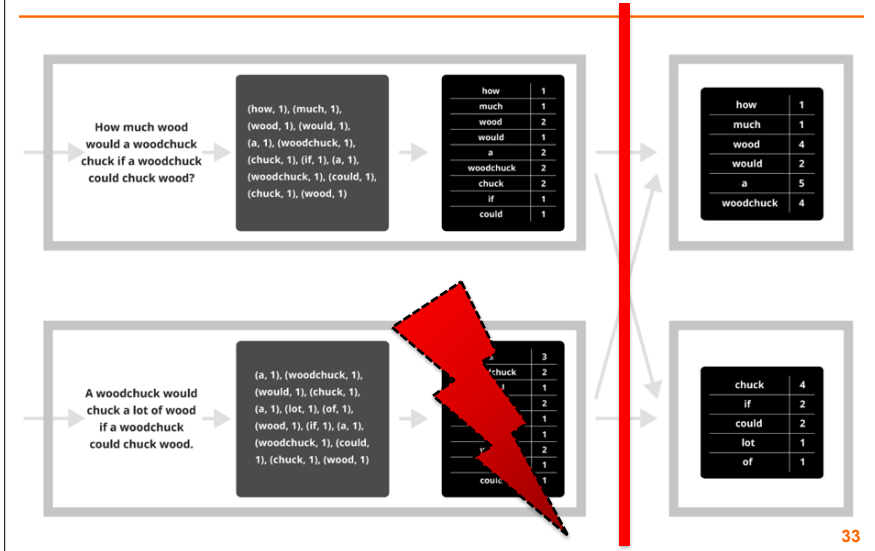 How much wood
would a woodchuck
chuck if a woodchuck
could chuck wood?
(how, 1), (much, 1),
(wood, 1), (would, 1),
(a, 1), (woodchuck, 1),
(chuck, 1), (if, 1), (a, 1),
(woodchuck, 1), (could, 1),
(chuck, 1), (wood, 1)
how 1
much 1
wood 2
would 1
a 2
woodchuck 2
chuck 2
if 1
could 1
how 1
much 1
wood 4
would 2
a 5
woodchuck 4
A woodchuck would
chuck a lot of wood
if a woodchuck
could chuck wood.
(a, 1), (woodchuck, 1),
(would, 1), (chuck, 1),
(a, 1), (lot, 1), (of, 1),
(wood, 1), (if, 1), (a, 1),
(woodchuck, 1), (could,
1), (chuck, 1), (wood, 1)
3
2
1
2
1
1
2
1
1
chuck 4
if 2
could 2
lot 1
of 1
33